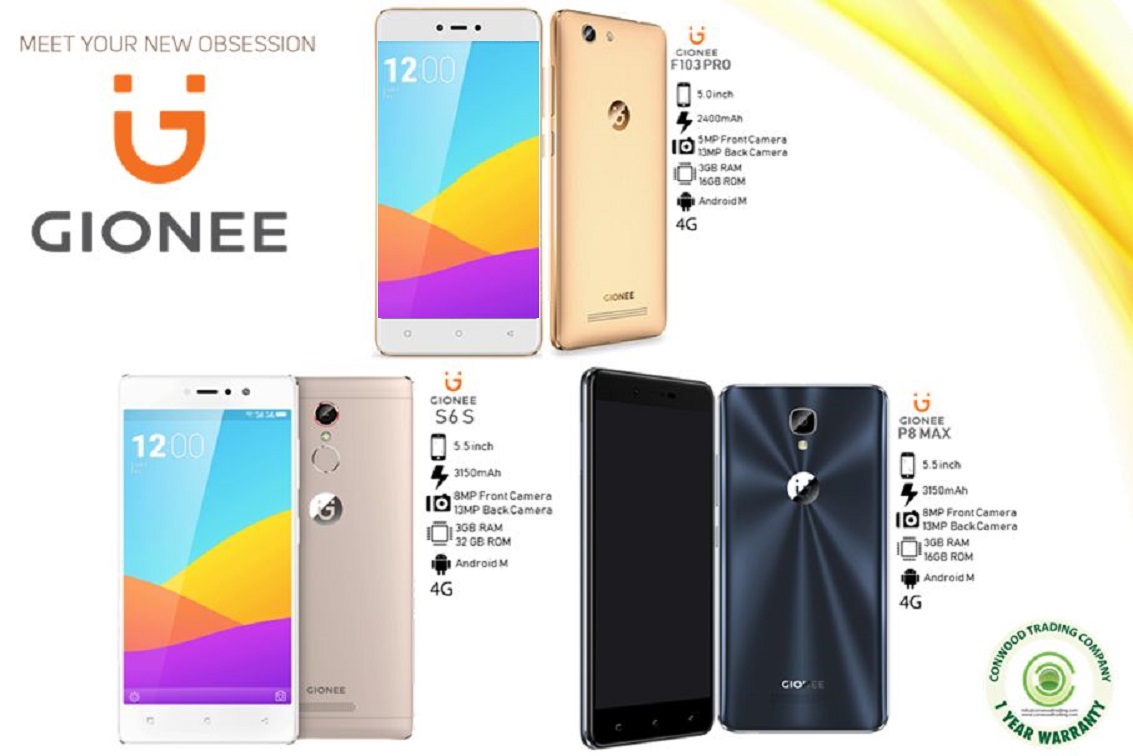 MEET YOUR NEW OBSESSION
GIONEE
12:00
GIONEE
GIONEE
F103 PRO
5.0inch
2400mAh
5MP Front Camera
13MP Back Camera
3GB RAM
16GB ROM
Android M
4G
12:00
GIONEE
GIONEE
S6 S
5.5inch
3150mAh
8MP Front Camera
13MP Back Camera
3GB RAM
32 GB ROM
Android M
4G
GIONEE
GIONEE
P8 MAX
5.5inch
3150mAh
8MP Front Camera
13MP Back Camera
3GB RAM
16GB ROM
Android M
4G
CONWOOD TRADING COMPANY
1 YEAR WARRANTY